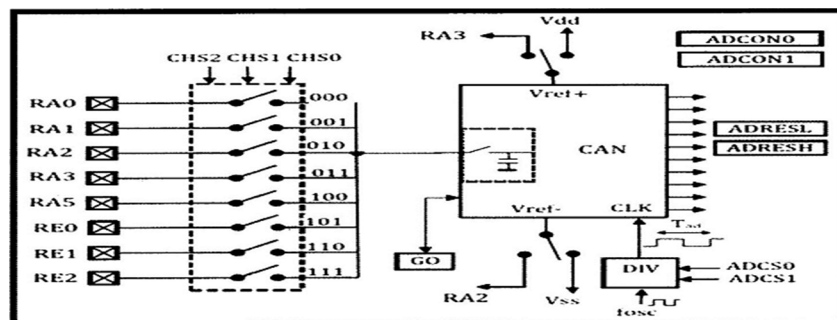 Vdd
RA3
ADCON0
ADCON1
CHS2 CHS1 CHS0
Vret+
RA0 000
RA1 001
RA2 010
RA3 011
RA5 100
RE0 101
RE1 110
RE2 111
CAN
ADRESL
ADRESH
Vref- CLK
Tad
GO
DIV
ADCS0
ADCS1
RA2
Vss
fosc